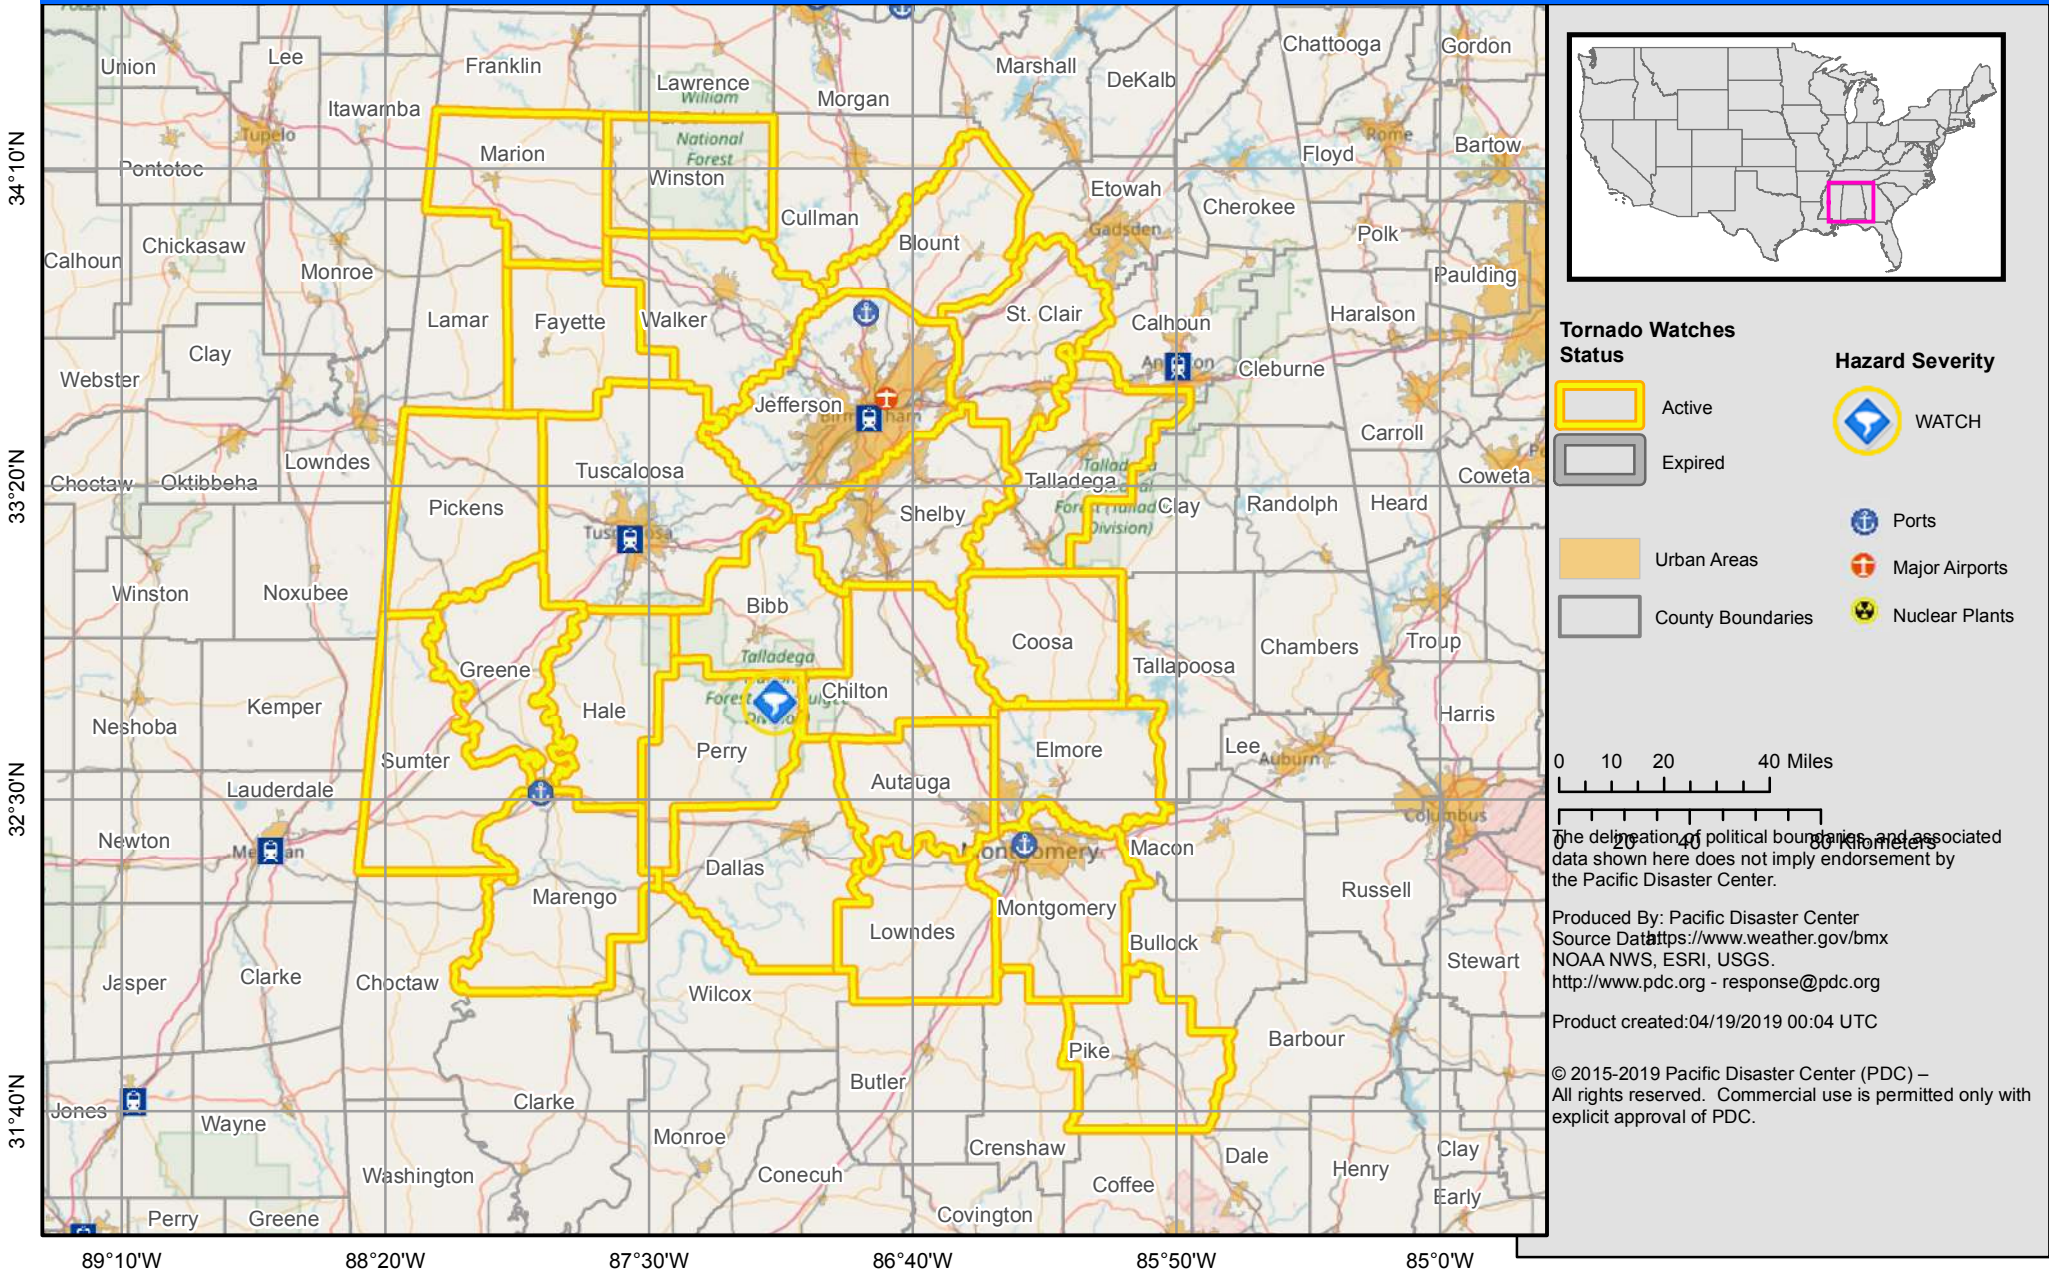 Union
Lee
Itawamba
Tupelo
Pontotoc
Chickasaw
Calhoun
Monroe
Clay
Webster
Choctaw
Oktibbeha
Lowndes
Winston
Noxubee
Neshoba
Kemper
Newton
Lauderdale
Jasper
Clarke
Jones
Wayne
Perry
Greene
Franklin
Lawrence
William
National
Forest
Winston
Morgan
Marshall
DeKalb
Chattooga
Gordon
Marion
Cullman
Blount
Etowah
Gadsden
Cherokee
Floyd
Rome
Bartow
Polk
Paulding
Lamar
Fayette
Walker
St. Clair
Calhoun
Cleburne
Haralson
Jefferson
Carroll
Tuscaloosa
Pickens
Shelby
Talladega
Division)
Clay
Randolph
Heard
Coweta
Bibb
Talladega
Coosa
Tallapoosa
Chambers
Troup
Greene
Hale
Chilton
Perry
Sumter
Autauga
Elmore
Lee
Auburn
Harris
Columbus
Marengo
Dallas
Montgomery
Macon
Russell
Lowndes
Montgomery
Bullock
Choctaw
Wilcox
Stewart
Pike
Barbour
Butler
Clarke
Monroe
Washington
Conecuh
Crenshaw
Covington
Coffee
Dale
Henry
Clay
Early
34°10'N
33°20'N
32°30'N
31°40'N
89°10'W
88°20'W
87°30'W
86°40'W
85°50'W
85°0'W
Tornado Watches
Status
Active
Expired
Urban Areas
County Boundaries
Hazard Severity
WATCH
Ports
Major Airports
Nuclear Plants
0 10 20 40 Miles
0 20 40 80 Kilometers
The delineation of political boundaries and associated
data shown here does not imply endorsement by
the Pacific Disaster Center.
Produced By: Pacific Disaster Center
Source Data: https://www.weather.gov/bmx
NOAA NWS, ESRI, USGS.
http://www.pdc.org - response@pdc.org
Product created:04/19/2019 00:04 UTC
© 2015-2019 Pacific Disaster Center (PDC) –
All rights reserved. Commercial use is permitted only with
explicit approval of PDC.